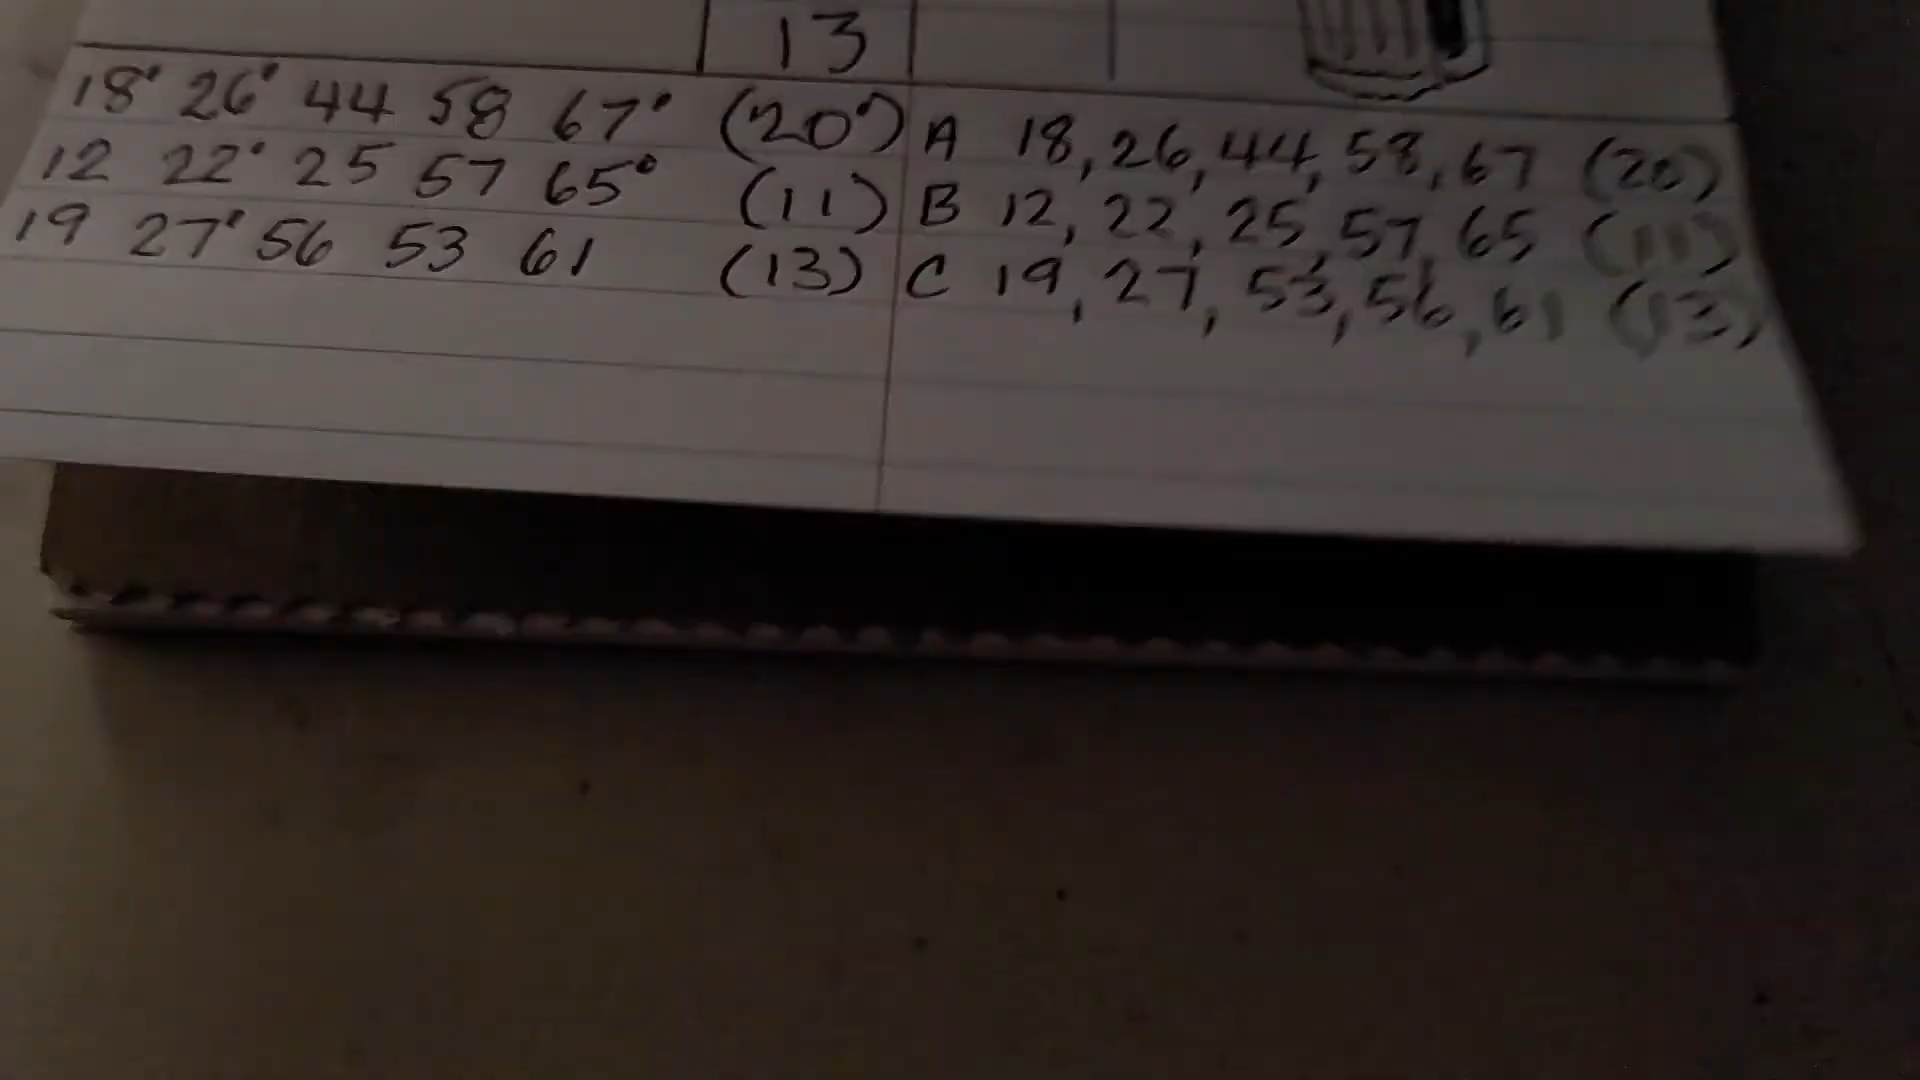 13
18° 26° 44 58 67° (20°) A 18, 26, 44, 58, 67 (20)
12 22° 25 57 65° (11) B 12, 22, 25, 57, 65 (11)
19 27° 56 53 61 (13) C 19, 27, 53, 56, 61 (13)